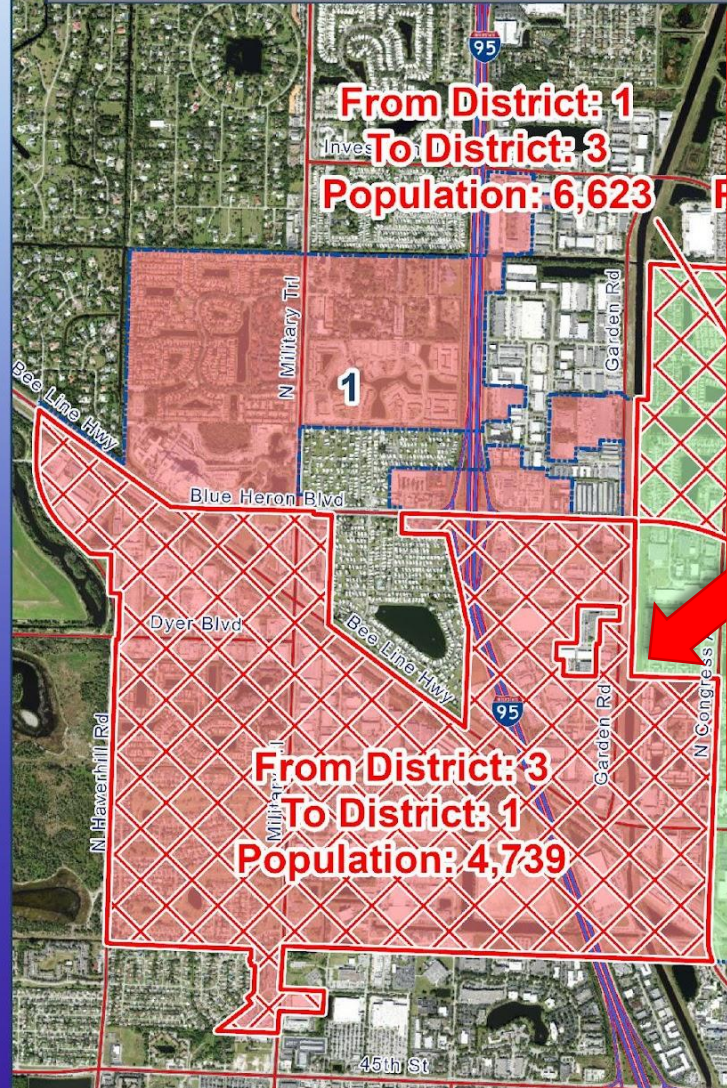 95
From District: 1
To District: 3
Population: 6,623
P
N Military Trl
Garden Rd
1
Bee Line Hwy
Blue Heron Blvd
Dyer Blvd
Bee Line Hwy
N Congress A
95
Garden Rd
N Haverhill Rd
From District: 3
To District: 1
Population: 4,739
45th St